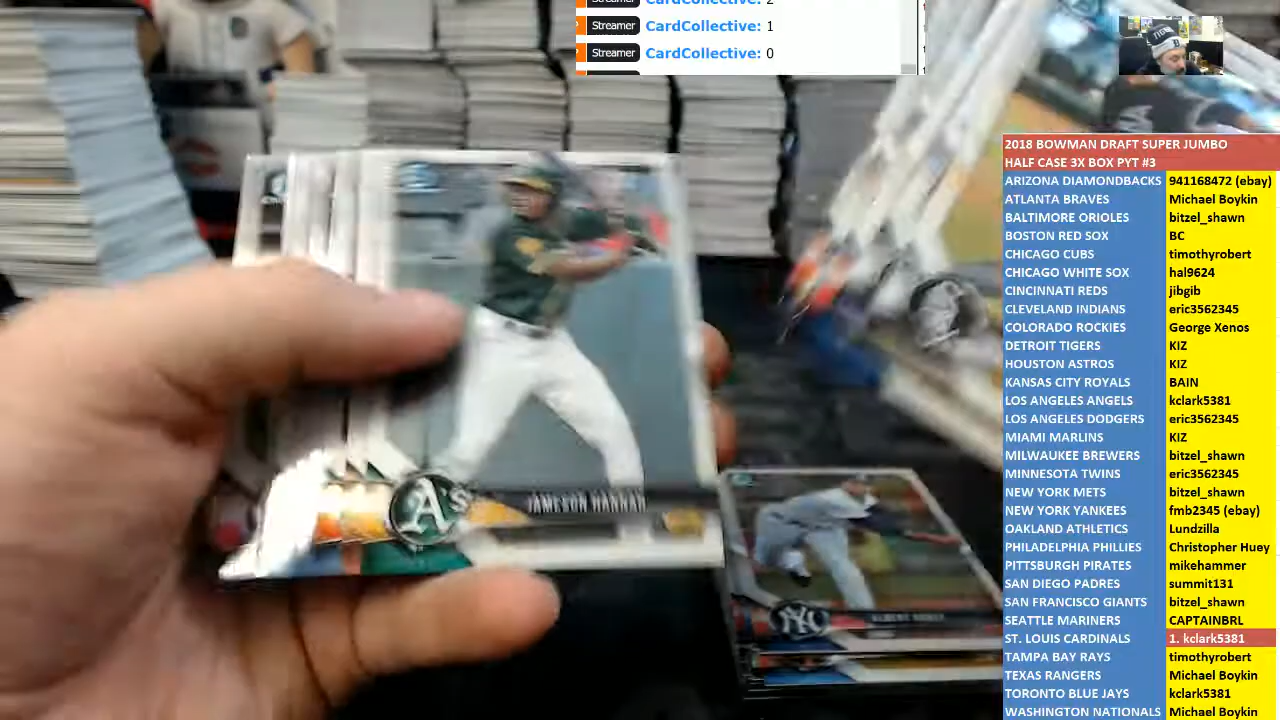 2
Streamer CardCollective: 1
Streamer CardCollective: 0
2018 BOWMAN DRAFT SUPER JUMBO
HALF CASE 3X BOX PYT #3
ARIZONA DIAMONDBACKS 941168472 (ebay)
ATLANTA BRAVES Michael Boykin
BALTIMORE ORIOLES bitzel_shawn
BOSTON RED SOX BC
CHICAGO CUBS timothyrobert
CHICAGO WHITE SOX hal9624
CINCINNATI REDS jibgib
CLEVELAND INDIANS eric3562345
COLORADO ROCKIES George Xenos
DETROIT TIGERS KIZ
HOUSTON ASTROS KIZ
KANSAS CITY ROYALS BAIN
LOS ANGELES ANGELS kclark5381
LOS ANGELES DODGERS eric3562345
MIAMI MARLINS KIZ
MILWAUKEE BREWERS bitzel_shawn
MINNESOTA TWINS eric3562345
NEW YORK METS bitzel_shawn
NEW YORK YANKEES fmb2345 (ebay)
OAKLAND ATHLETICS Lundzilla
PHILADELPHIA PHILLIES Christopher Huey
PITTSBURGH PIRATES mikehammer
SAN DIEGO PADRES summit131
SAN FRANCISCO GIANTS bitzel_shawn
SEATTLE MARINERS CAPTAINBRL
ST. LOUIS CARDINALS 1. kclark5381
TAMPA BAY RAYS timothyrobert
TEXAS RANGERS Michael Boykin
TORONTO BLUE JAYS kclark5381
WASHINGTON NATIONALS Michael Boykin
A's JAMESON HANNAH
NY